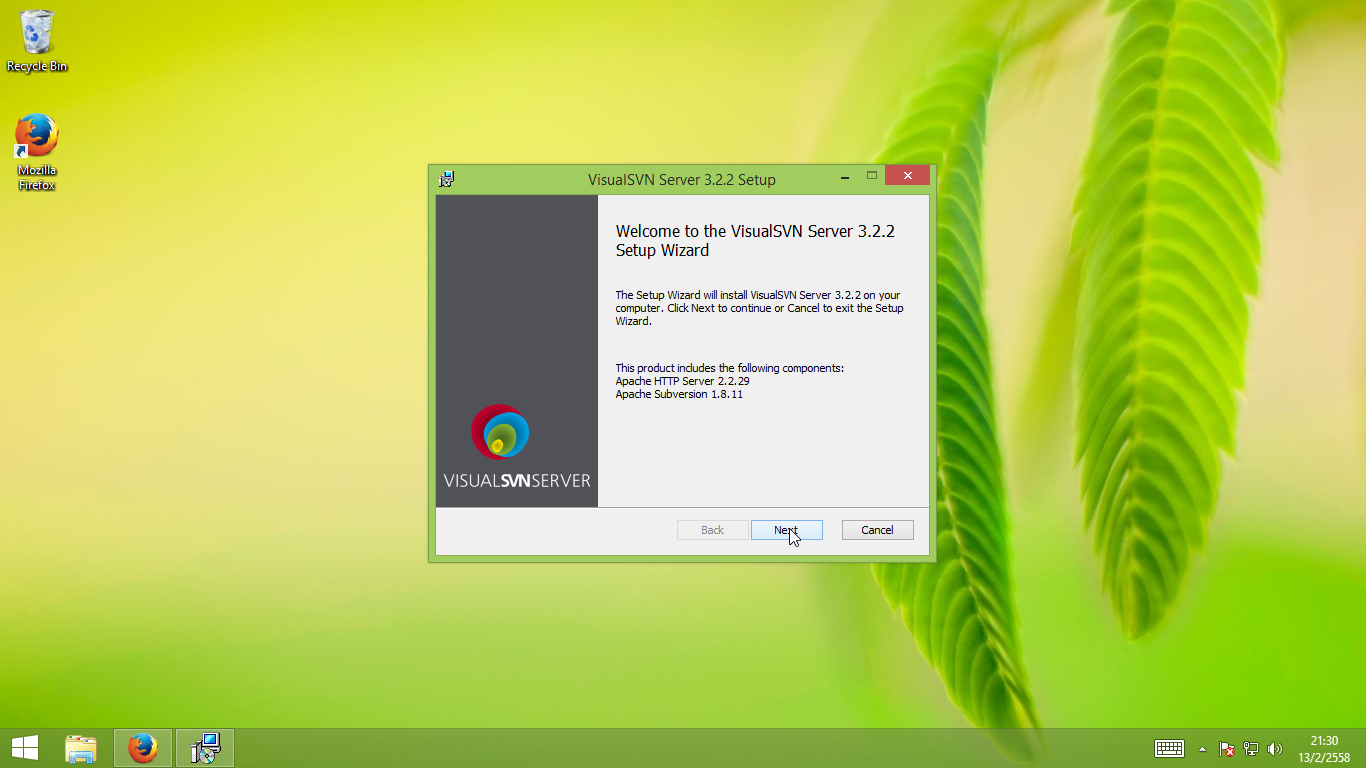 Recycle Bin
Mozilla
Firefox
VisualSVN Server 3.2.2 Setup
Welcome to the VisualSVN Server 3.2.2
Setup Wizard
The Setup Wizard will install VisualSVN Server 3.2.2 on your
computer. Click Next to continue or Cancel to exit the Setup
Wizard.
This product includes the following components:
Apache HTTP Server 2.2.29
Apache Subversion 1.8.11
VISUALSVNSERVER
Back
Next
Cancel
21:30
13/2/2558